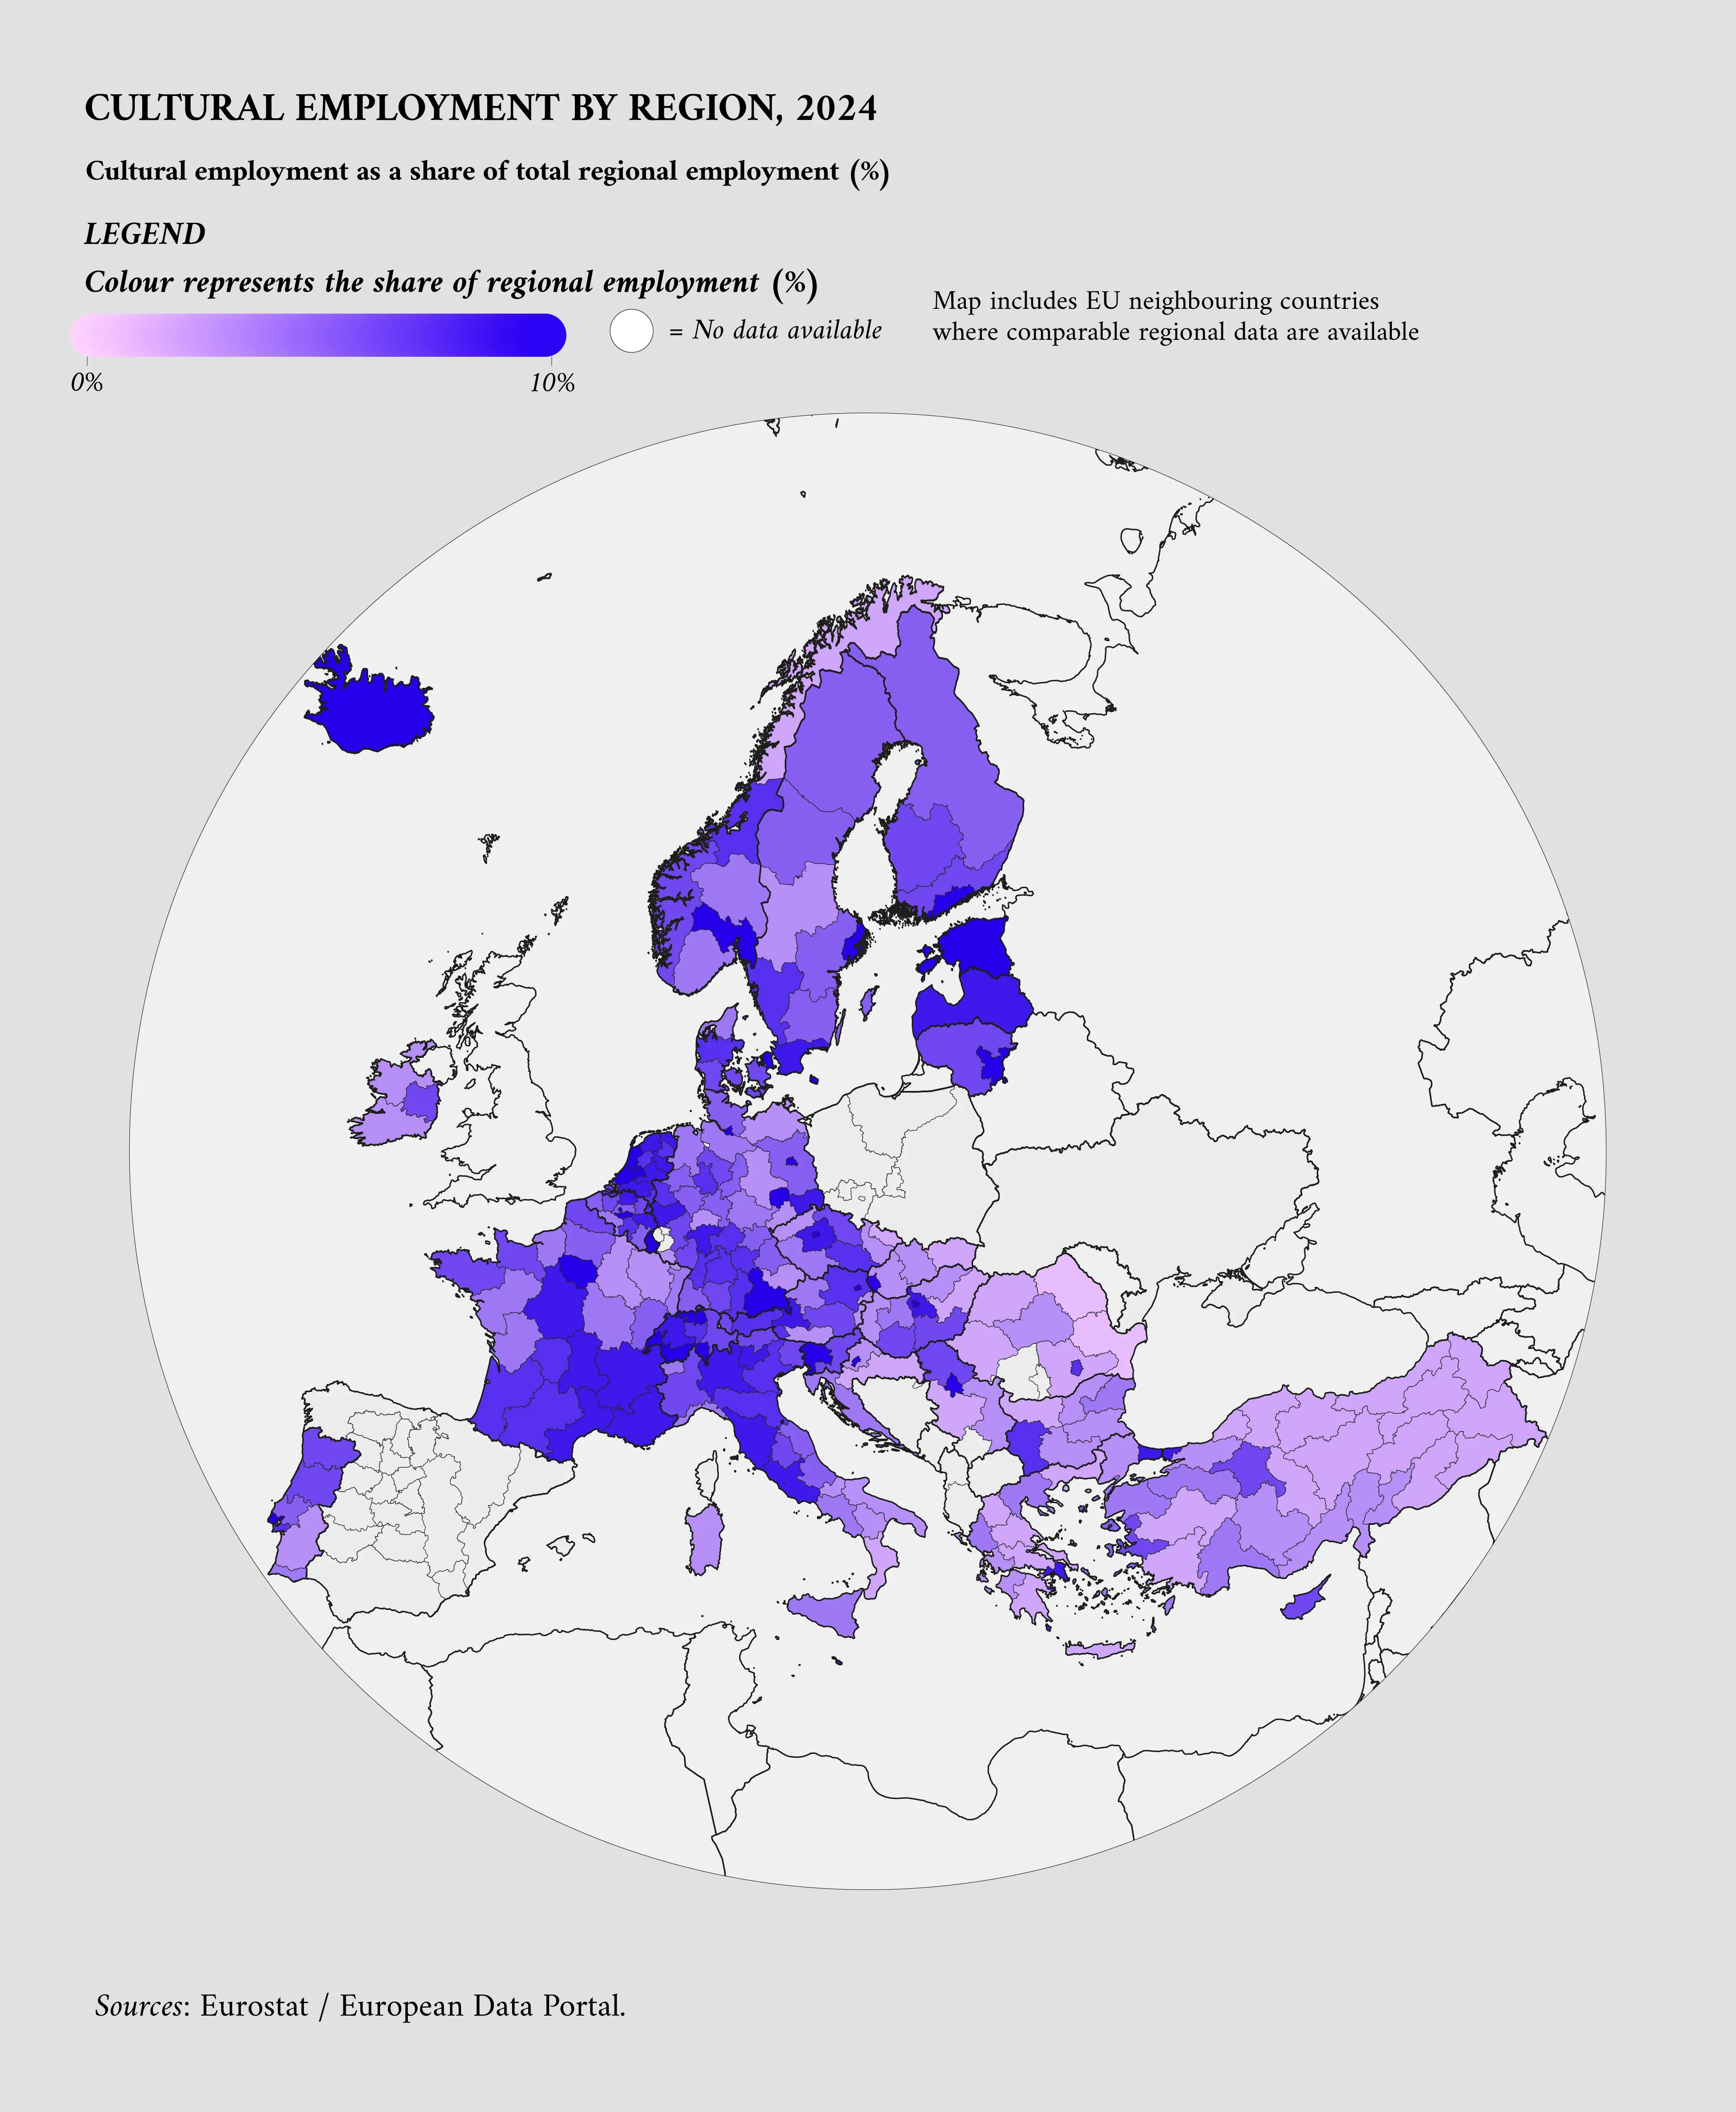 CULTURAL EMPLOYMENT BY REGION, 2024
Cultural employment as a share of total regional employment (%)
LEGEND
Colour represents the share of regional employment (%)
0%
10%
= No data available
Map includes EU neighbouring countries
where comparable regional data are available
Sources: Eurostat / European Data Portal.